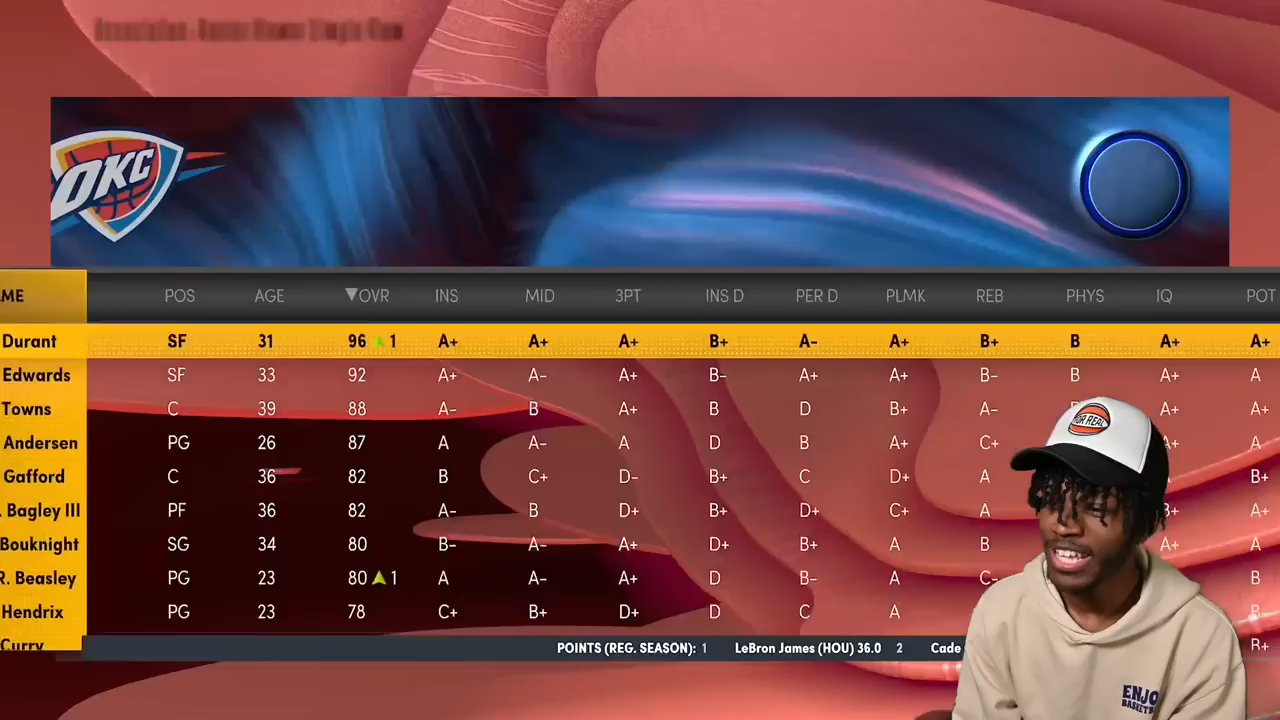 OKC
ME POS AGE ▼OVR INS MID 3PT INS D PER D PLMK REB PHYS IQ POT
Durant SF 31 96 ▲1 A+ A+ A+ B+ A- A+ B+ B A+ A+
Edwards SF 33 92 A+ A- A+ B- A+ A+ B- B A+ A
Towns C 39 88 A- B A+ B D B+ A- A+ A+
Andersen PG 26 87 A A- A D B A+ C+ A+ A
Gafford C 36 82 B C+ D- B+ C D+ A B+
. Bagley III PF 36 82 A- B D+ B+ D+ C+ A B+ A+
Bouknight SG 34 80 B- A- A+ D+ B+ A B A+ A
R. Beasley PG 23 80 ▲1 A A- A+ D B- A C- B
Hendrix PG 23 78 C+ B+ D+ D C A
Curry
POINTS (REG. SEASON): 1 LeBron James (HOU) 36.0 2 Cade
FOR REAL
ENJO
BASKETB